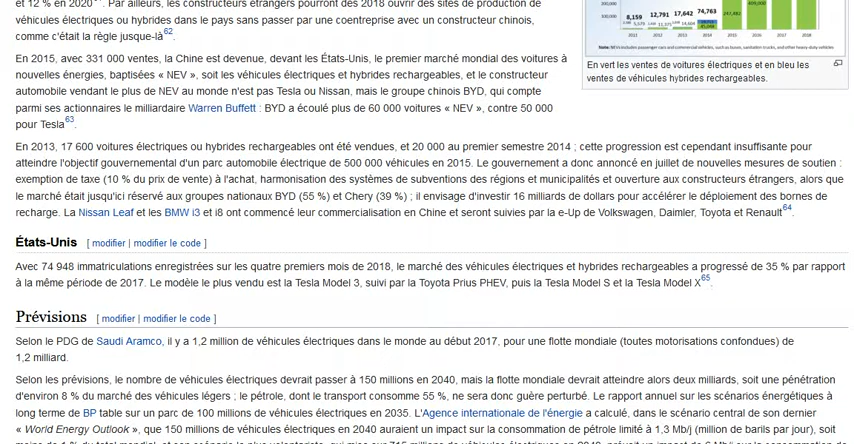 et 12 % en 2020 . Par ailleurs, les constructeurs étrangers pourront dès 2018 ouvrir des sites de production de
véhicules électriques ou hybrides dans le pays sans passer par une coentreprise avec un constructeur chinois,
comme c'était la règle jusque-là62.
En 2015, avec 331 000 ventes, la Chine est devenue, devant les États-Unis, le premier marché mondial des voitures à
nouvelles énergies, baptisées « NEV », soit les véhicules électriques et hybrides rechargeables, et le constructeur
automobile vendant le plus de NEV au monde n'est pas Tesla ou Nissan, mais le groupe chinois BYD, qui compte
parmi ses actionnaires le milliardaire Warren Buffett : BYD a écoulé plus de 60 000 voitures « NEV », contre 50 000
pour Tesla63.
8,159 12,791 17,642 74,763
2011 2012 2013 2014 2015 2016 2017 2018
En vert les ventes de voitures électriques et en bleu les
ventes de véhicules hybrides rechargeables.
En 2013, 17 600 voitures électriques ou hybrides rechargeables ont été vendues, et 20 000 au premier semestre 2014 ; cette progression est cependant insuffisante pour
atteindre l'objectif gouvernemental d'un parc automobile électrique de 500 000 véhicules en 2015. Le gouvernement a donc annoncé en juillet de nouvelles mesures de soutien :
exemption de taxe (10 % du prix de vente) à l'achat, harmonisation des systèmes de subventions des régions et municipalités et ouverture aux constructeurs étrangers, alors que
le marché était jusqu'ici réservé aux groupes nationaux BYD (55 %) et Chery (39 %) ; il envisage d'investir 16 milliards de dollars pour accélérer le déploiement des bornes de
recharge. La Nissan Leaf et les BMW i3 et i8 ont commencé leur commercialisation en Chine et seront suivies par la e-Up de Volkswagen, Daimler, Toyota et Renault64.
États-Unis [ modifier | modifier le code ]
Avec 74 948 immatriculations enregistrées sur les quatre premiers mois de 2018, le marché des véhicules électriques et hybrides rechargeables a progressé de 35 % par rapport
à la même période de 2017. Le modèle le plus vendu est la Tesla Model 3, suivi par la Toyota Prius PHEV, puis la Tesla Model S et la Tesla Model X65.
Prévisions [ modifier | modifier le code ]
Selon le PDG de Saudi Aramco, il y a 1,2 million de véhicules électriques dans le monde au début 2017, pour une flotte mondiale (toutes motorisations confondues) de
1,2 milliard.
Selon les prévisions, le nombre de véhicules électriques devrait passer à 150 millions en 2040, mais la flotte mondiale devrait atteindre alors deux milliards, soit une pénétration
d'environ 8 % du marché des véhicules légers ; le pétrole, dont le transport consomme 55 %, ne sera donc guère perturbé. Le rapport annuel sur les scénarios énergétiques à
long terme de BP table sur un parc de 100 millions de véhicules électriques en 2035. L'Agence internationale de l'énergie a calculé, dans le scénario central de son dernier
« World Energy Outlook », que 150 millions de véhicules électriques en 2040 auraient un impact sur la consommation de pétrole limité à 1,3 Mb/j (million de barils par jour), soit